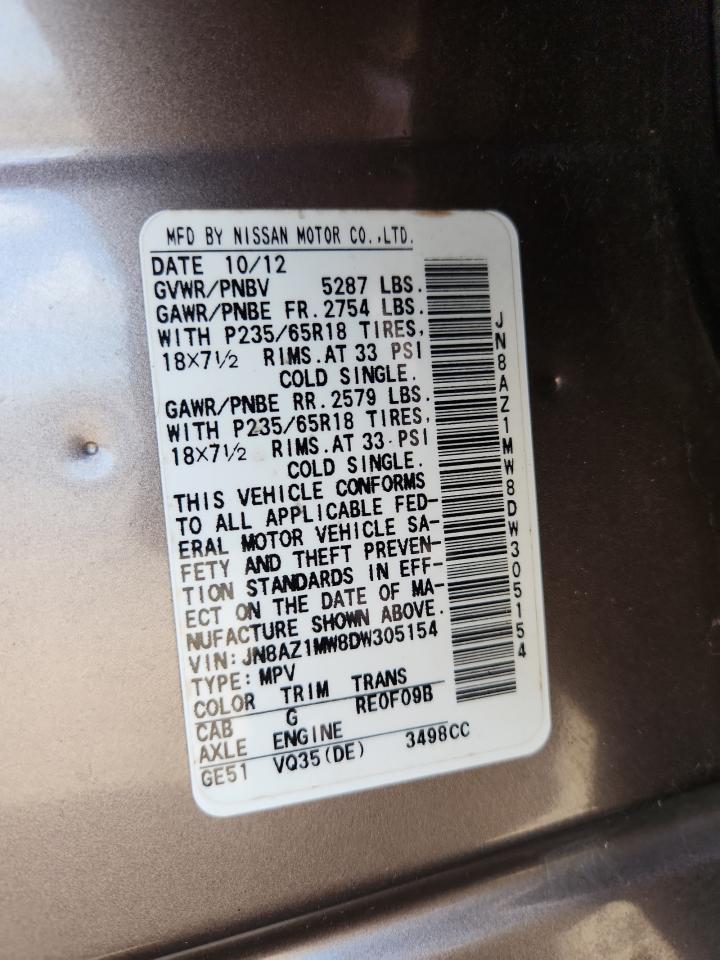 MFD BY NISSAN MOTOR CO.,LTD.
DATE 10/12
GVWR/PNBV 5287 LBS.
GAWR/PNBE FR.2754 LBS.
WITH P235/65R18 TIRES,
18×7½ RIMS.AT 33 PSI
COLD SINGLE.
GAWR/PNBE RR.2579 LBS.
WITH P235/65R18 TIRES,
18×7½ RIMS.AT 33 PSI
COLD SINGLE.
THIS VEHICLE CONFORMS
TO ALL APPLICABLE FED-
ERAL MOTOR VEHICLE SA-
FETY AND THEFT PREVEN-
TION STANDARDS IN EFF-
ECT ON THE DATE OF MA-
NUFACTURE SHOWN ABOVE.
VIN:JN8AZ1MW8DW305154
TYPE:MPV
COLOR TRIM TRANS
CAB G RE0F09B
AXLE ENGINE
GE51 VQ35(DE) 3498CC
JN8AZ1MW8DW305154